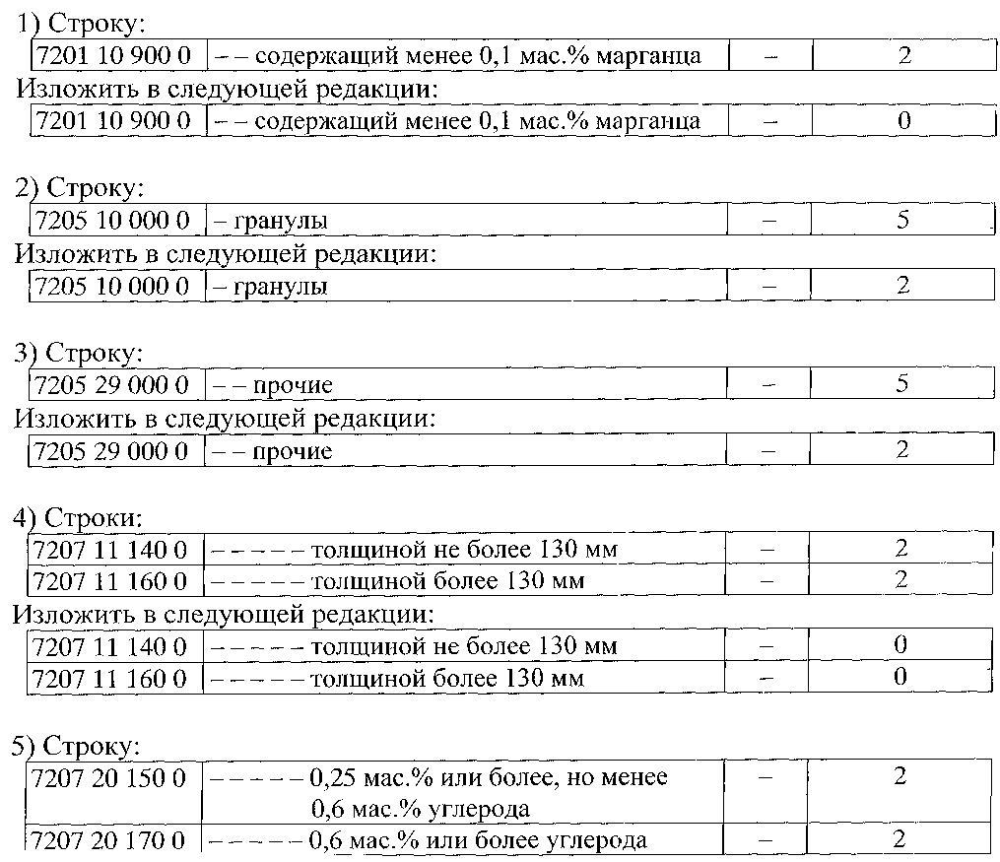 1) Строку:
7201 10 900 0 – – содержащий менее 0,1 мас.% марганца – 2
Изложить в следующей редакции:
7201 10 900 0 – – содержащий менее 0,1 мас.% марганца – 0
2) Строку:
7205 10 000 0 – гранулы – 5
Изложить в следующей редакции:
7205 10 000 0 – гранулы – 2
3) Строку:
7205 29 000 0 – – прочие – 5
Изложить в следующей редакции:
7205 29 000 0 – – прочие – 2
4) Строки:
7207 11 140 0 – – – – – толщиной не более 130 мм – 2
7207 11 160 0 – – – – – толщиной более 130 мм – 2
Изложить в следующей редакции:
7207 11 140 0 – – – – – толщиной не более 130 мм – 0
7207 11 160 0 – – – – – толщиной более 130 мм – 0
5) Строку:
7207 20 150 0 – – – – – 0,25 мас.% или более, но менее – 2
0,6 мас.% углерода
7207 20 170 0 – – – – – 0,6 мас.% или более углерода – 2